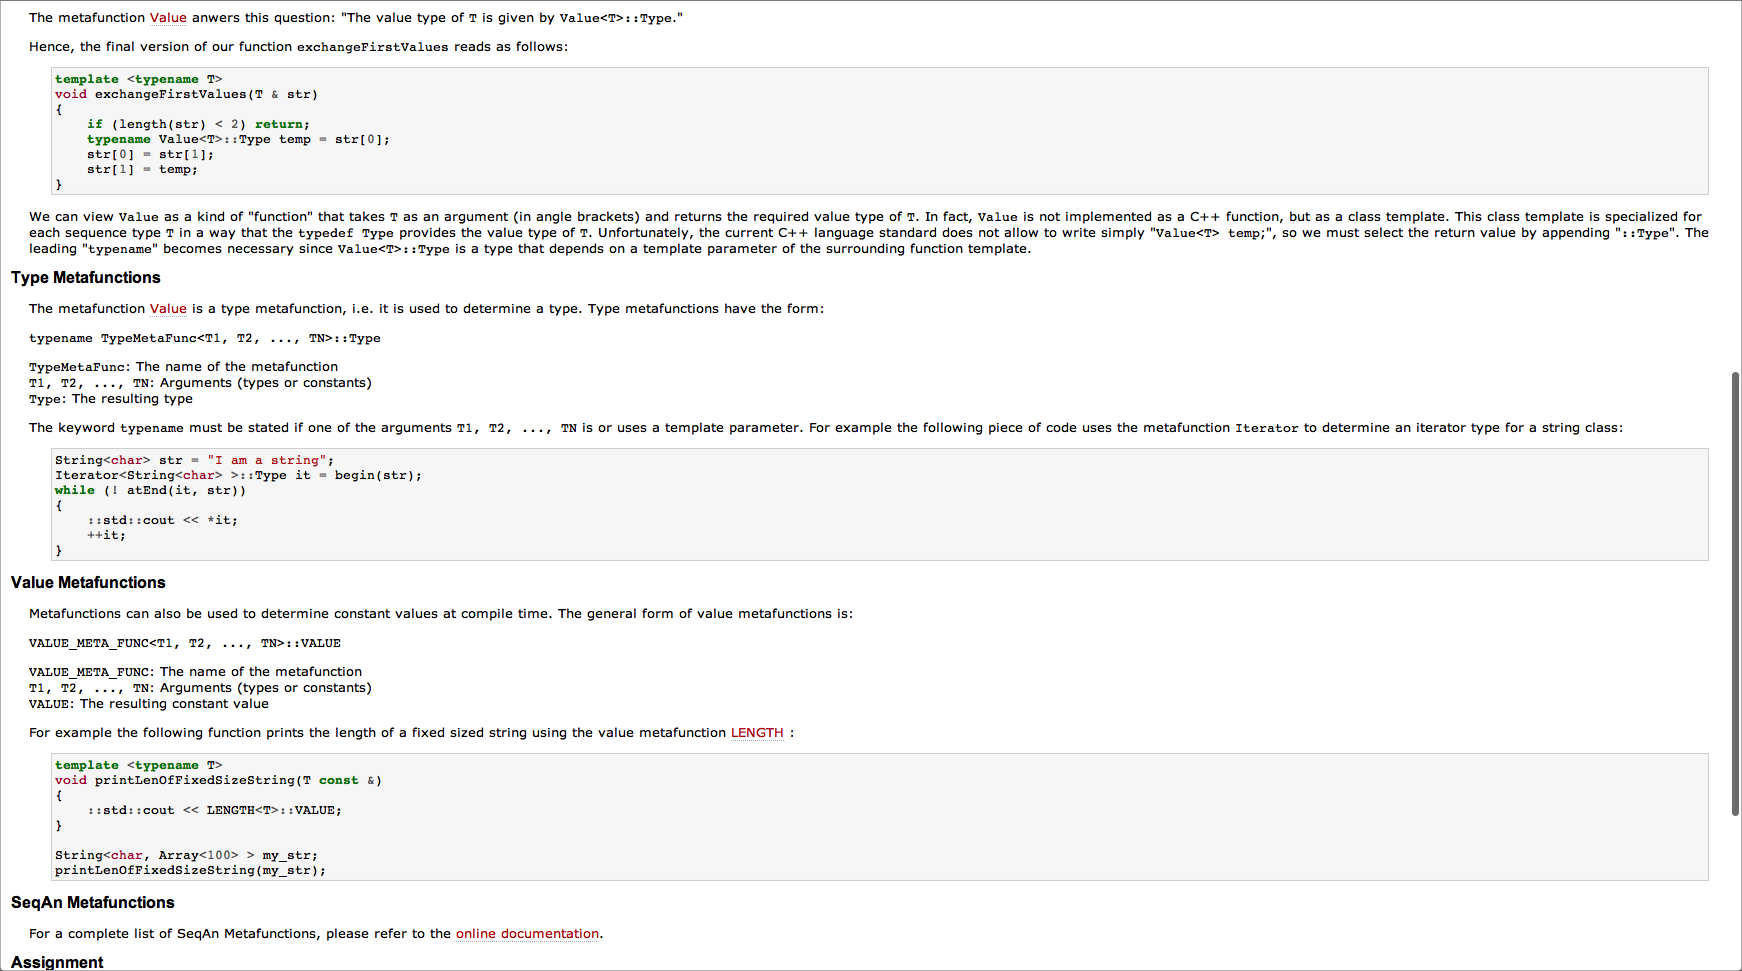 The metafunction Value anwers this question: "The value type of T is given by Value<T>::Type."
Hence, the final version of our function exchangeFirstValues reads as follows:
template <typename T>
void exchangeFirstValues(T & str)
{
    if (length(str) < 2) return;
    typename Value<T>::Type temp = str[0];
    str[0] = str[1];
    str[1] = temp;
}
We can view Value as a kind of "function" that takes T as an argument (in angle brackets) and returns the required value type of T. In fact, Value is not implemented as a C++ function, but as a class template. This class template is specialized for
each sequence type T in a way that the typedef Type provides the value type of T. Unfortunately, the current C++ language standard does not allow to write simply "Value<T> temp;", so we must select the return value by appending "::Type". The
leading "typename" becomes necessary since Value<T>::Type is a type that depends on a template parameter of the surrounding function template.
Type Metafunctions
The metafunction Value is a type metafunction, i.e. it is used to determine a type. Type metafunctions have the form:
typename TypeMetaFunc<T1, T2, ..., TN>::Type
TypeMetaFunc: The name of the metafunction
T1, T2, ..., TN: Arguments (types or constants)
Type: The resulting type
The keyword typename must be stated if one of the arguments T1, T2, ..., TN is or uses a template parameter. For example the following piece of code uses the metafunction Iterator to determine an iterator type for a string class:
String<char> str = "I am a string";
Iterator<String<char> >::Type it = begin(str);
while (! atEnd(it, str))
{
    ::std::cout << *it;
    ++it;
}
Value Metafunctions
Metafunctions can also be used to determine constant values at compile time. The general form of value metafunctions is:
VALUE_META_FUNC<T1, T2, ..., TN>::VALUE
VALUE_META_FUNC: The name of the metafunction
T1, T2, ..., TN: Arguments (types or constants)
VALUE: The resulting constant value
For example the following function prints the length of a fixed sized string using the value metafunction LENGTH :
template <typename T>
void printLenOfFixedSizeString(T const &)
{
    ::std::cout << LENGTH<T>::VALUE;
}
String<char, Array<100> > my_str;
printLenOfFixedSizeString(my_str);
SeqAn Metafunctions
For a complete list of SeqAn Metafunctions, please refer to the online documentation.
Assignment